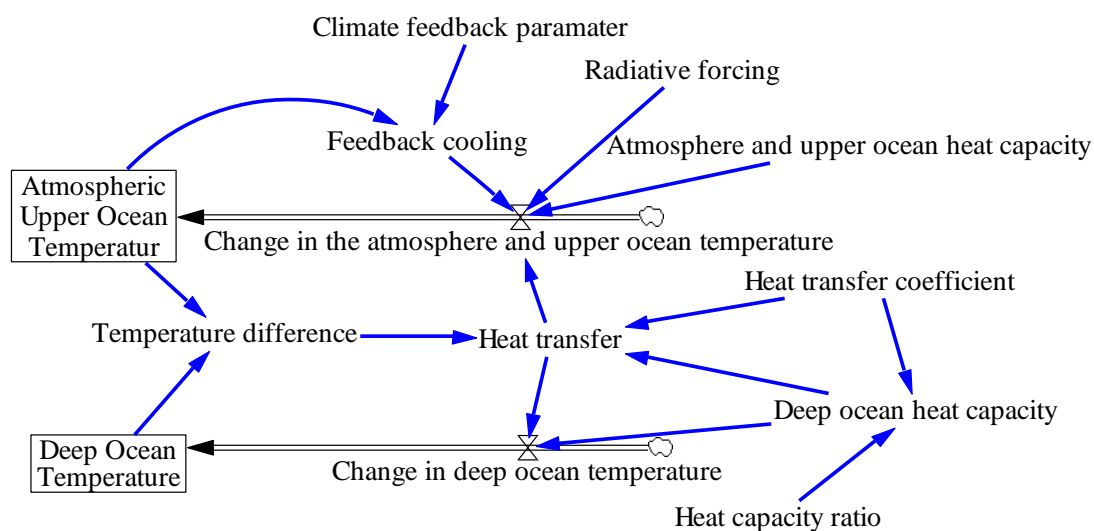 Climate feedback paramater
Radiative forcing
Feedback cooling
Atmosphere and upper ocean heat capacity
Atmospheric
Upper Ocean
Temperatur
Change in the atmosphere and upper ocean temperature
Heat transfer coefficient
Temperature difference
Heat transfer
Deep ocean heat capacity
Deep Ocean
Temperature
Change in deep ocean temperature
Heat capacity ratio